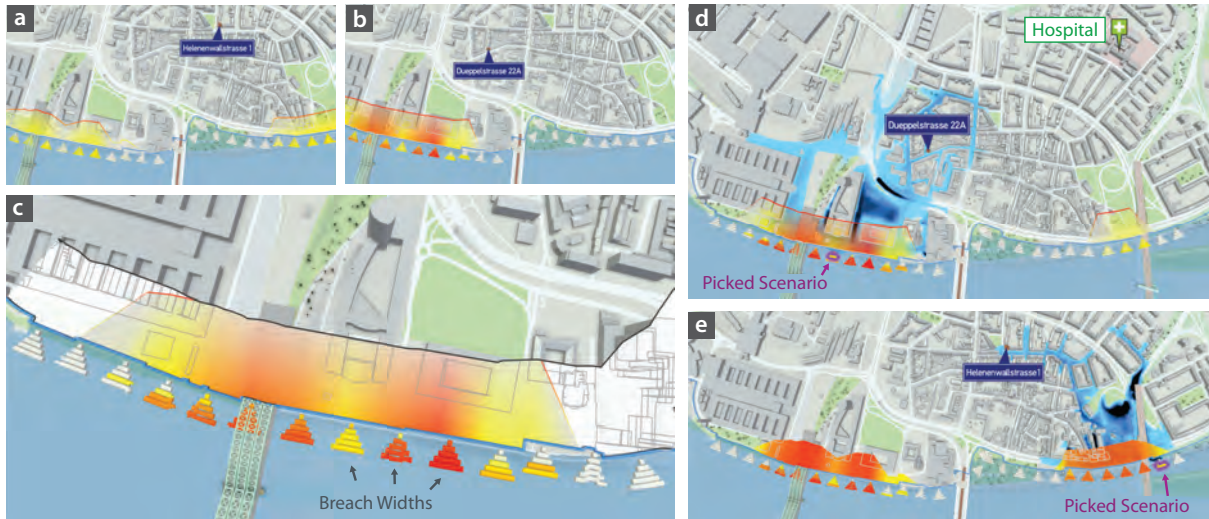 a
Helenenwallstrasse 1
b
Dueppelstrasse 22A
c
Breach Widths
d
Hospital
Dueppelstrasse 22A
Picked Scenario
e
Helenenwallstrasse1
Picked Scenario